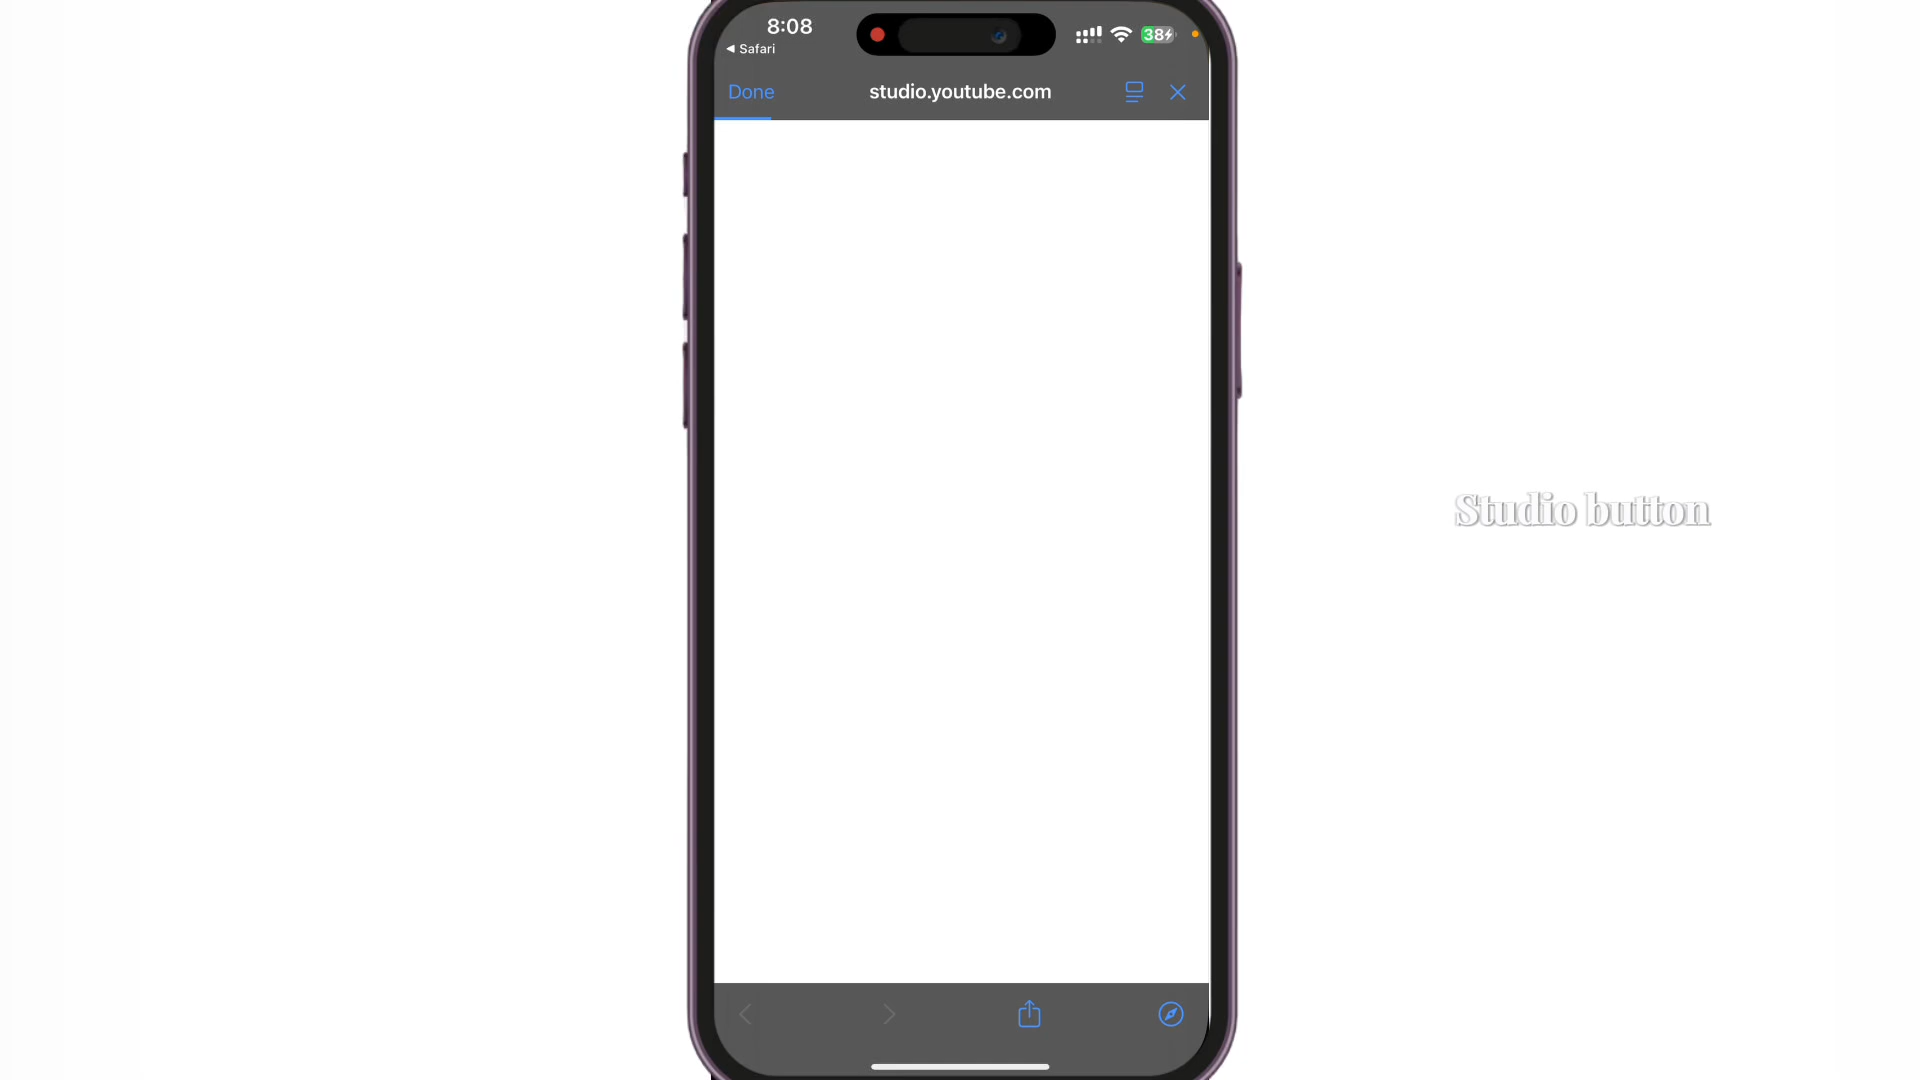 8:08
38
◀ Safari
Done
studio.youtube.com
Studio button